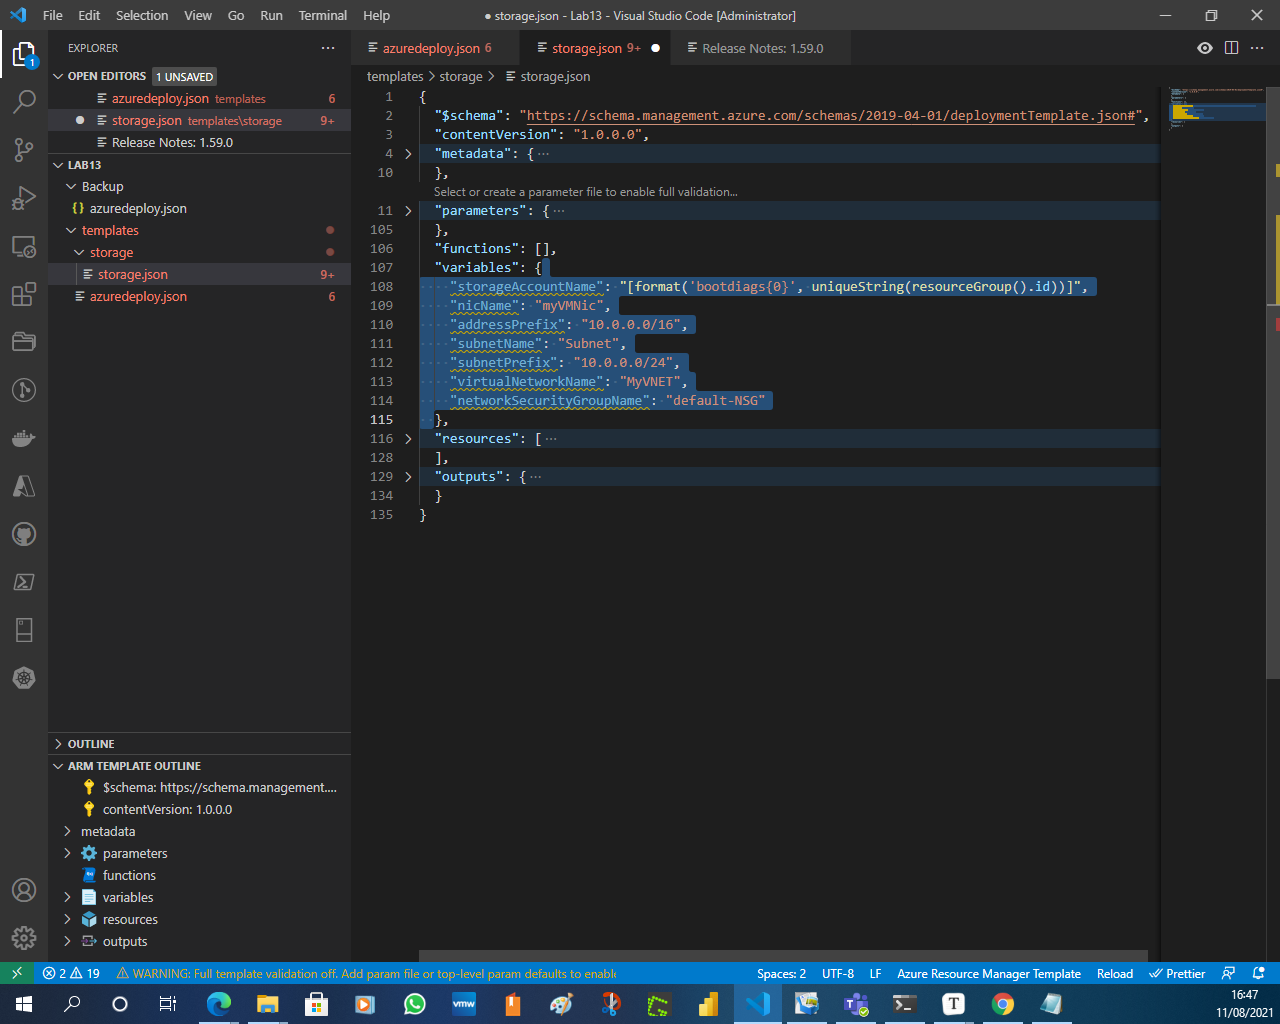 File Edit Selection View Go Run Terminal Help
● storage.json - Lab13 - Visual Studio Code [Administrator]
EXPLORER
OPEN EDITORS 1 UNSAVED
azuredeploy.json templates 6
storage.json templates\storage 9+
Release Notes: 1.59.0
LAB13
Backup
azuredeploy.json
templates
storage
storage.json 9+
azuredeploy.json 6
OUTLINE
ARM TEMPLATE OUTLINE
$schema: https://schema.management....
contentVersion: 1.0.0.0
metadata
parameters
functions
variables
resources
outputs
azuredeploy.json 6
storage.json 9+
Release Notes: 1.59.0
templates > storage > storage.json
1 {
2 "$schema": "https://schema.management.azure.com/schemas/2019-04-01/deploymentTemplate.json#",
3 "contentVersion": "1.0.0.0",
4 "metadata": { ...
10 },
Select or create a parameter file to enable full validation...
11 "parameters": { ...
105 },
106 "functions": [],
107 "variables": {
108 "storageAccountName": "[format('bootdiags{0}', uniqueString(resourceGroup().id))]",
109 "nicName": "myVMNic",
110 "addressPrefix": "10.0.0.0/16",
111 "subnetName": "Subnet",
112 "subnetPrefix": "10.0.0.0/24",
113 "virtualNetworkName": "MyVNET",
114 "networkSecurityGroupName": "default-NSG"
115 },
116 "resources": [ ...
128 ],
129 "outputs": { ...
134 }
135 }
1
2 19 WARNING: Full template validation off. Add param file or top-level param defaults to enable
Spaces: 2 UTF-8 LF Azure Resource Manager Template Reload Prettier
vmw
T
16:47
11/08/2021